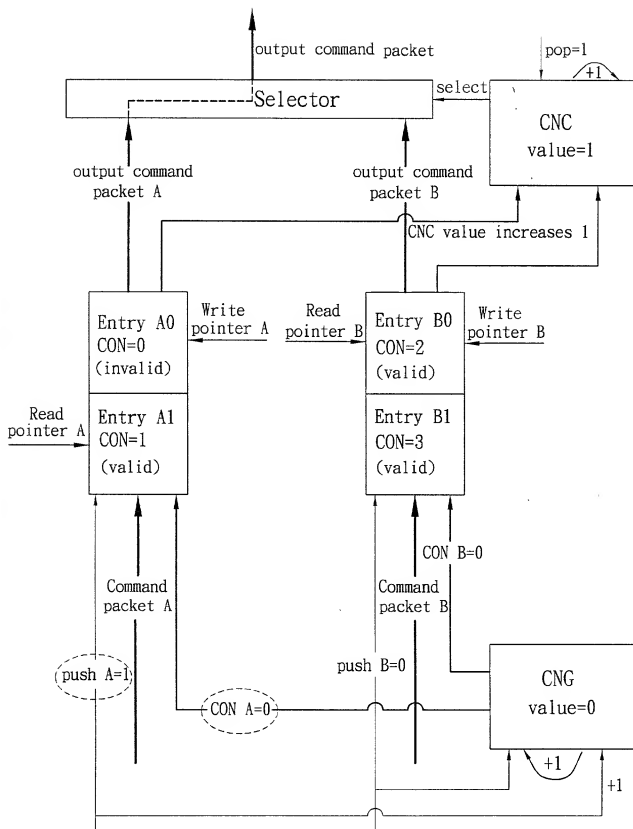 output command packet
pop=1
+1
Selector
select
CNC
value=1
output command
packet A
output command
packet B
CNC value increases 1
Entry A0
CON=0
(invalid)
Write
pointer A
Read
pointer B
Entry B0
CON=2
(valid)
Write
pointer B
Read
pointer A
Entry A1
CON=1
(valid)
Entry B1
CON=3
(valid)
CON B=0
Command
packet A
Command
packet B
push A=1
push B=0
CON A=0
CNG
value=0
+1
+1